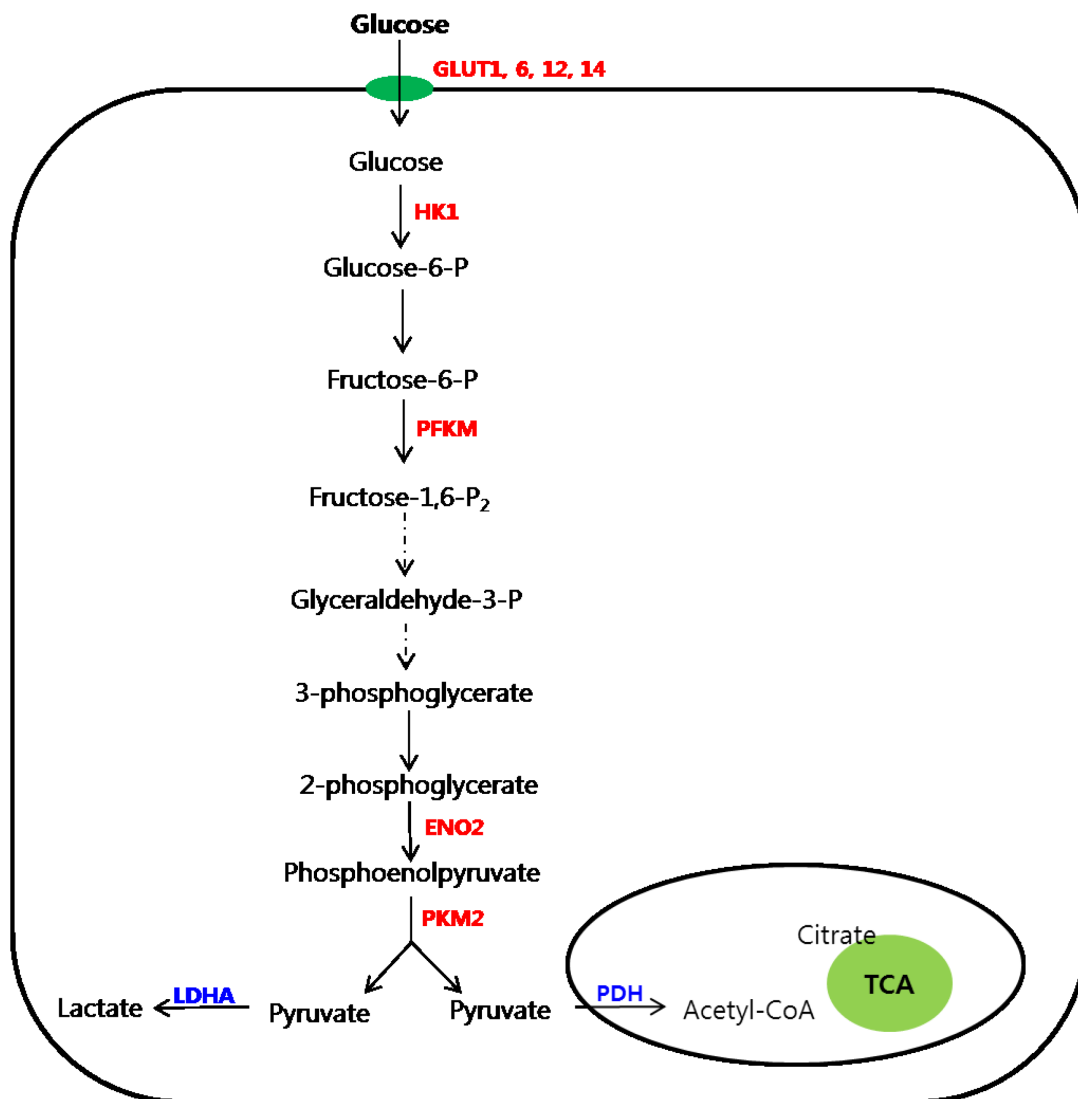 Glucose
GLUT1, 6, 12, 14
Glucose
HK1
Glucose-6-P
Fructose-6-P
PFKM
Fructose-1,6-P₂
Glyceraldehyde-3-P
3-phosphoglycerate
2-phosphoglycerate
ENO2
Phosphoenolpyruvate
PKM2
Citrate
TCA
Lactate
LDHA
Pyruvate
Pyruvate
PDH
Acetyl-CoA